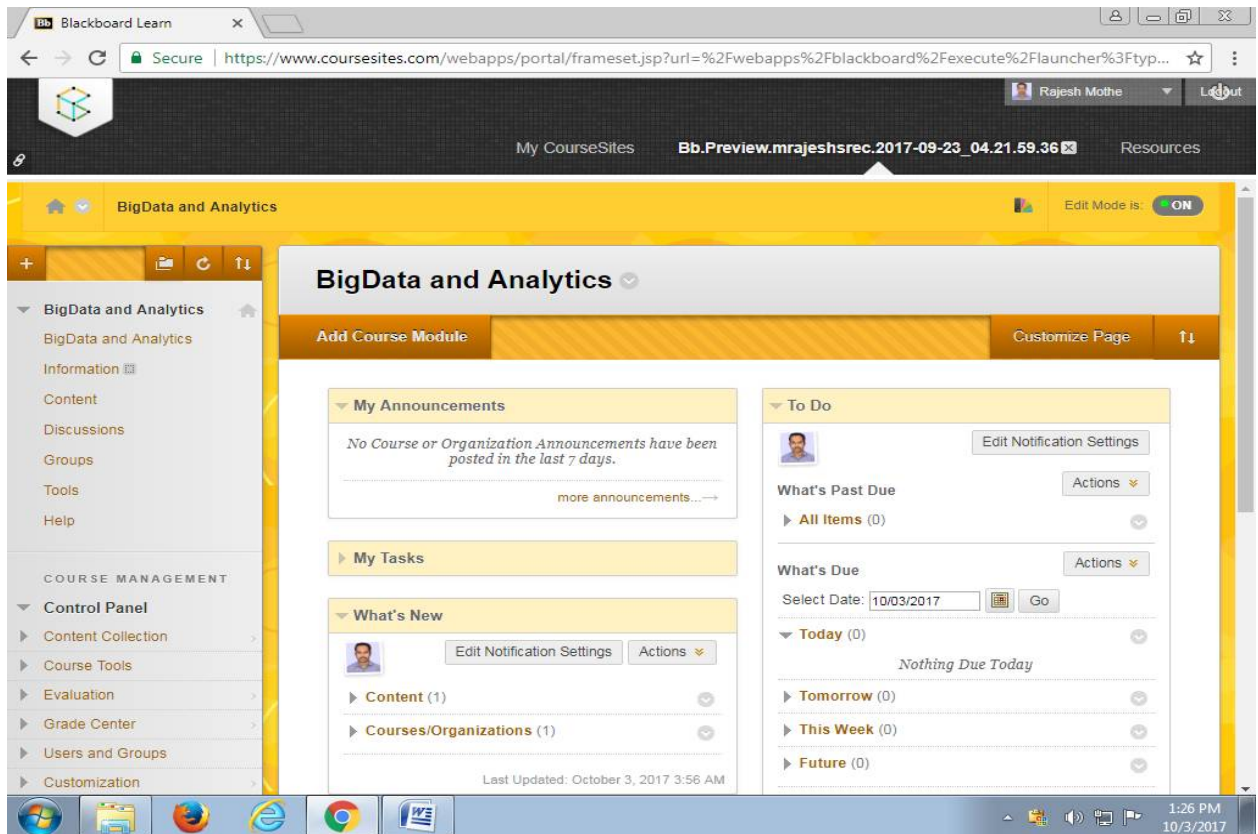 Bb Blackboard Learn
Secure https://www.coursesites.com/webapps/portal/frameset.jsp?url=%2Fwebapps%2Fblackboard%2Fexecute%2Flauncher%3Ftyp...
Rajesh Mothe Logout
My CourseSites Bb.Preview.mrajeshsrec.2017-09-23_04.21.59.36 Resources
BigData and Analytics Edit Mode is: ON
BigData and Analytics
BigData and Analytics
Information
Content
Discussions
Groups
Tools
Help
COURSE MANAGEMENT
Control Panel
Content Collection
Course Tools
Evaluation
Grade Center
Users and Groups
Customization
BigData and Analytics
Add Course Module Customize Page
My Announcements
No Course or Organization Announcements have been
posted in the last 7 days.
more announcements...→
My Tasks
What's New
Edit Notification Settings Actions
Content (1)
Courses/Organizations (1)
Last Updated: October 3, 2017 3:56 AM
To Do
Edit Notification Settings
What's Past Due Actions
All Items (0)
What's Due Actions
Select Date: 10/03/2017 Go
Today (0)
Nothing Due Today
Tomorrow (0)
This Week (0)
Future (0)
1:26 PM
10/3/2017